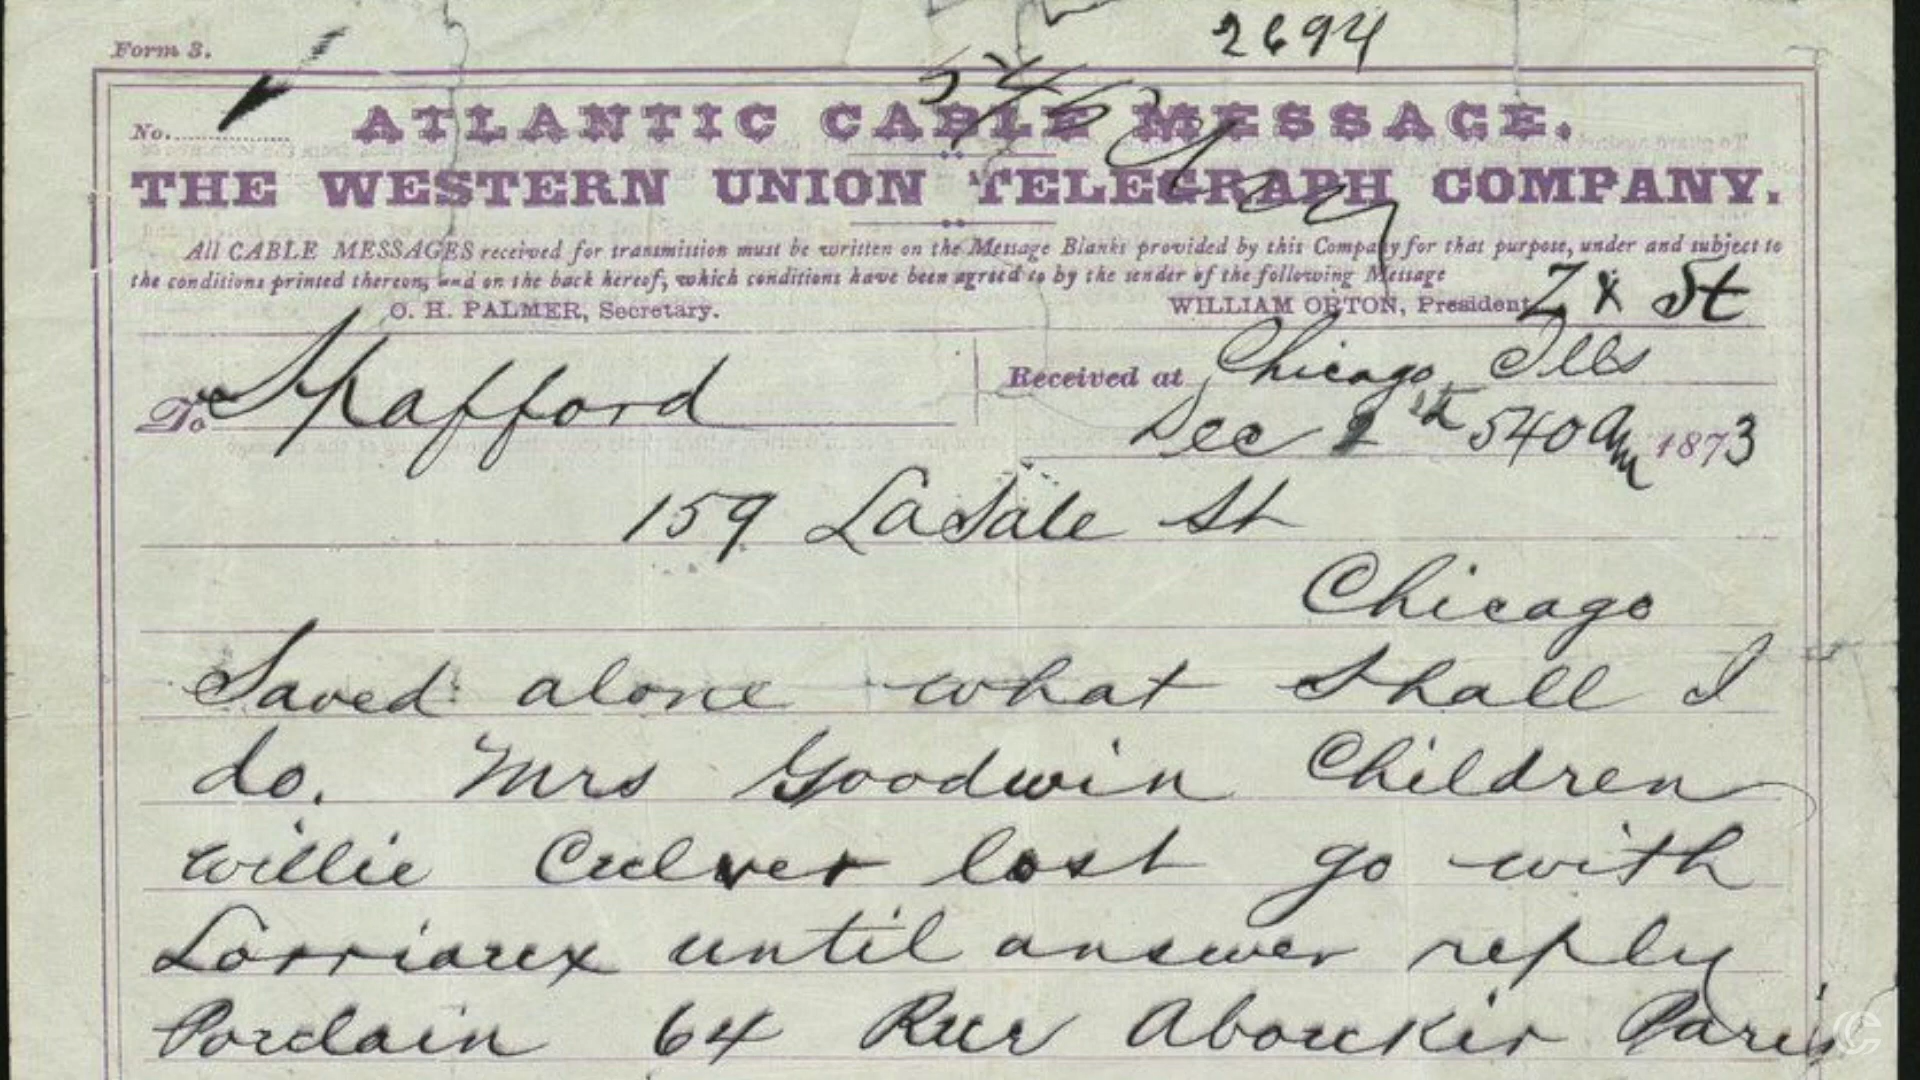 2694
Form 3.
No.
ATLANTIC CABLE MESSAGE.
THE WESTERN UNION TELEGRAPH COMPANY.
All CABLE MESSAGES received for transmission must be written on the Message Blanks provided by this Company for that purpose, under and subject to
the conditions printed thereon, and on the back hereof, which conditions have been agreed to by the sender of the following Message
O. H. PALMER, Secretary. WILLIAM ORTON, President
To Spafford
Received at Chicago Ills
Dec 540 am 1873
159 LaSale St
Chicago
Saved alone what shall I
do. Mrs Goodwin Children
Willie Culver lost go with
Lorriaux until answer reply
64 Rue Aboukir Paris